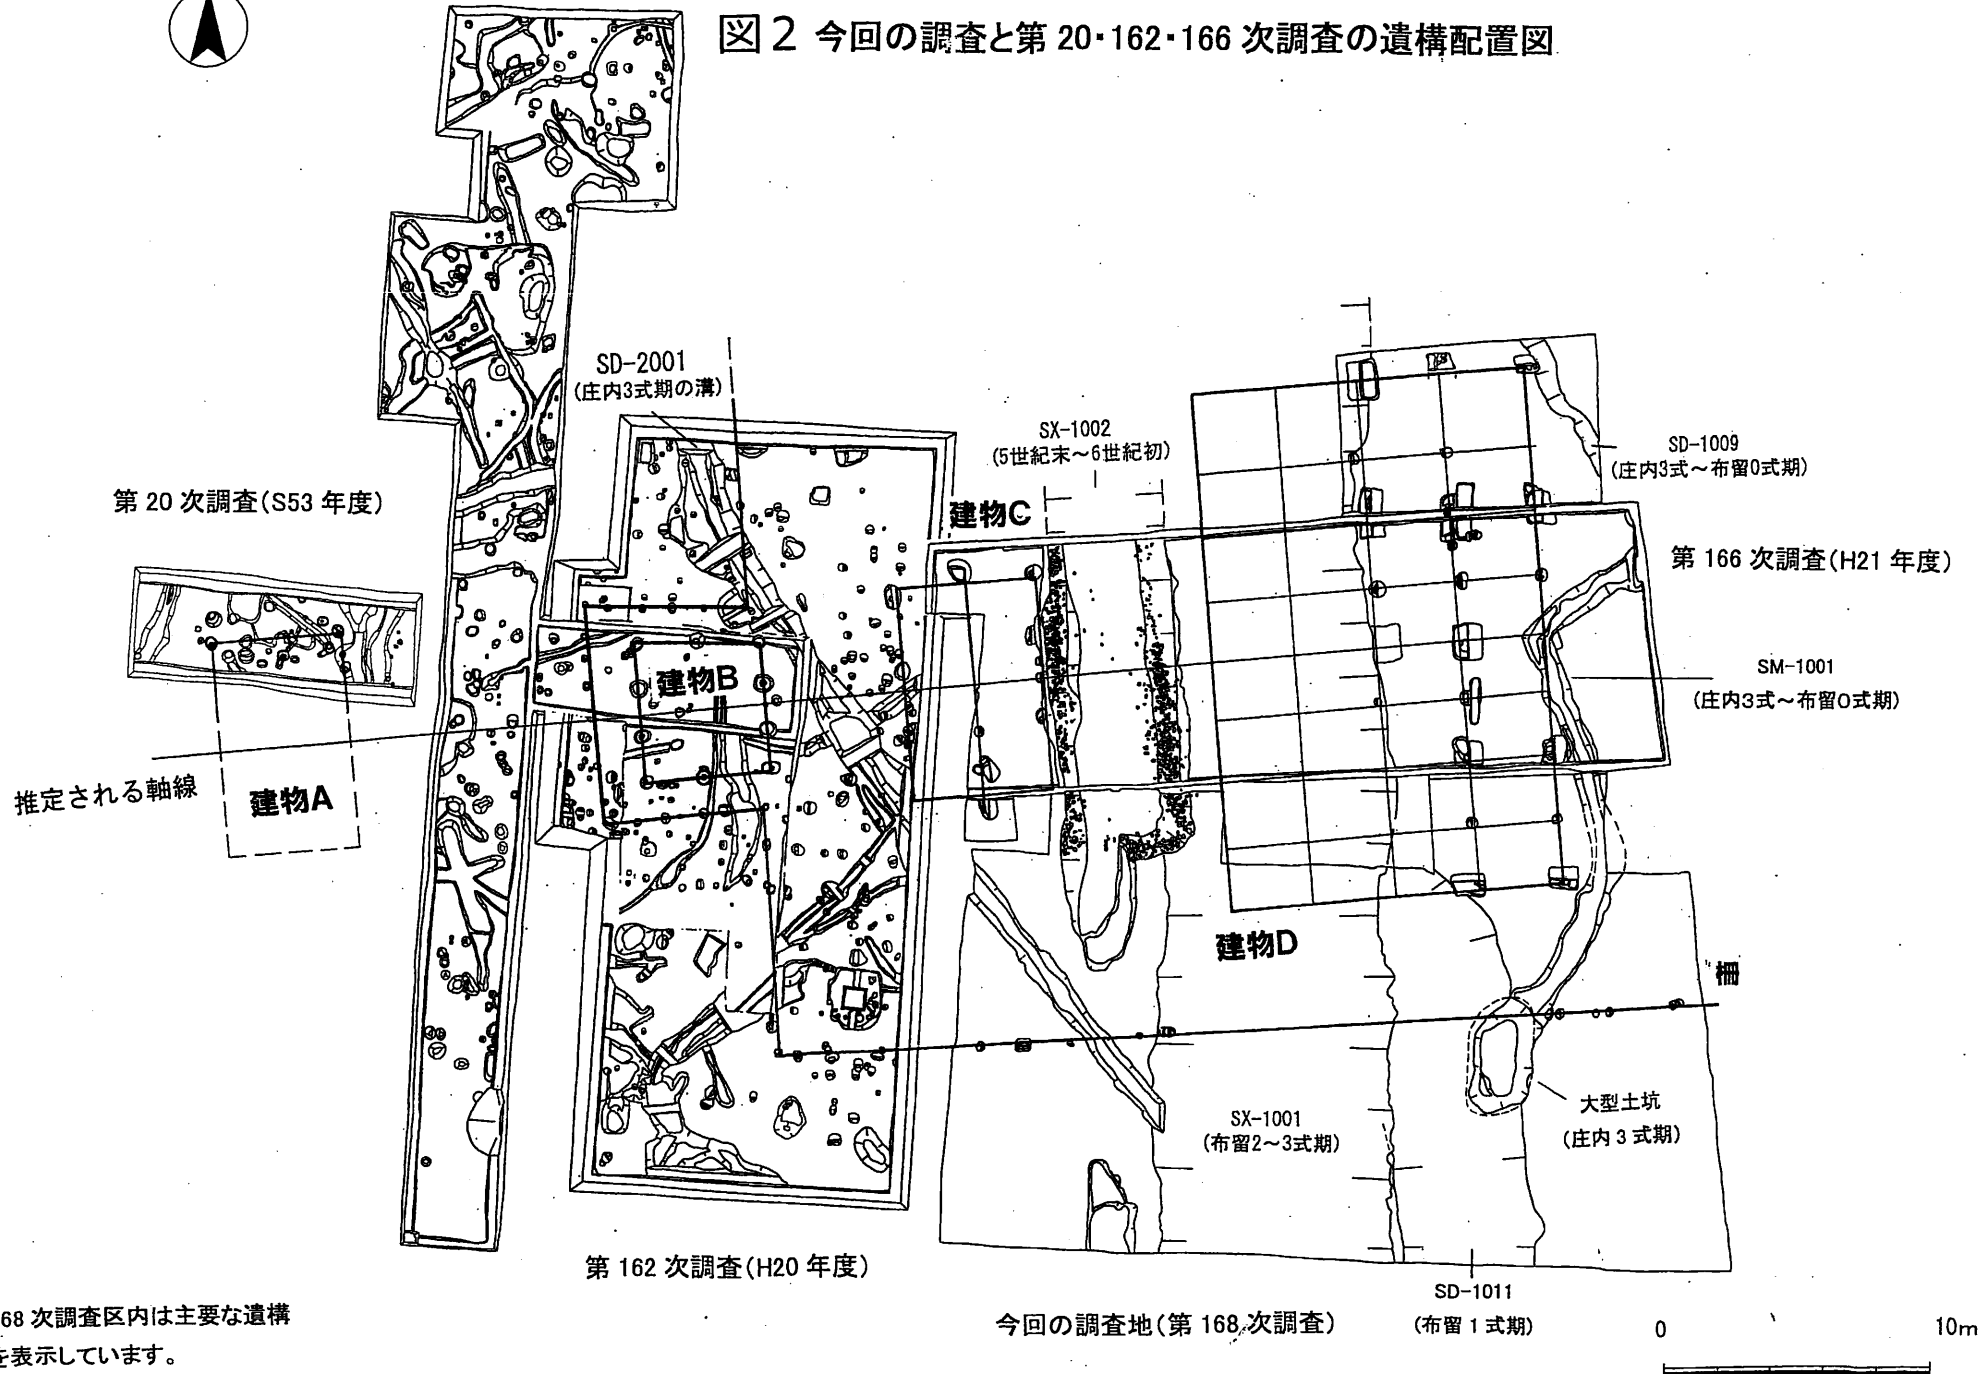 図2 今回の調査と第20・162・166次調査の遺構配置図
SD-2001
(庄内3式期の溝)
SX-1002
(5世紀末～6世紀初)
SD-1009
(庄内3式～布留0式期)
第20次調査(S53年度)
建物C
第166次調査(H21年度)
建物B
SM-1001
(庄内3式～布留0式期)
推定される軸線
建物A
建物D
大型土坑
(庄内3式期)
SX-1001
(布留2～3式期)
第162次調査(H20年度)
SD-1011
(布留1式期)
今回の調査地(第168次調査)
68次調査区内は主要な遺構
を表示しています。
0 10m